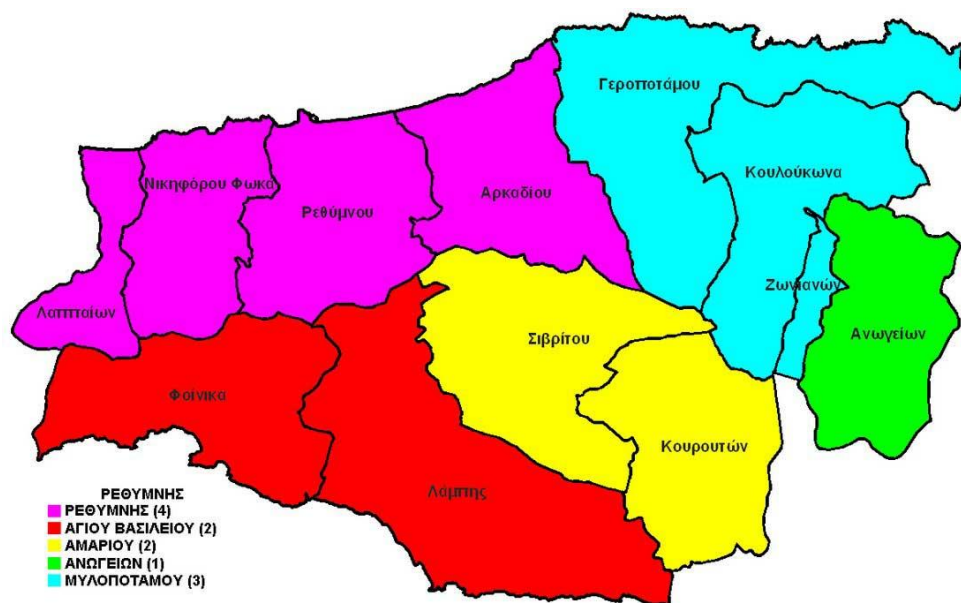 Γεροποτάμου
Κουλούκωνα
Νικηφόρου Φωκά
Αρκαδίου
Ρεθύμνου
Ζωνιανών
Λαππαίων
Σιβρίτου
Ανωγείων
Φοίνικα
Κουρουτών
Λάμπης
ΡΕΘΥΜΝΗΣ
ΡΕΘΥΜΝΗΣ (4)
ΑΓΙΟΥ ΒΑΣΙΛΕΙΟΥ (2)
ΑΜΑΡΙΟΥ (2)
ΑΝΩΓΕΙΩΝ (1)
ΜΥΛΟΠΟΤΑΜΟΥ (3)